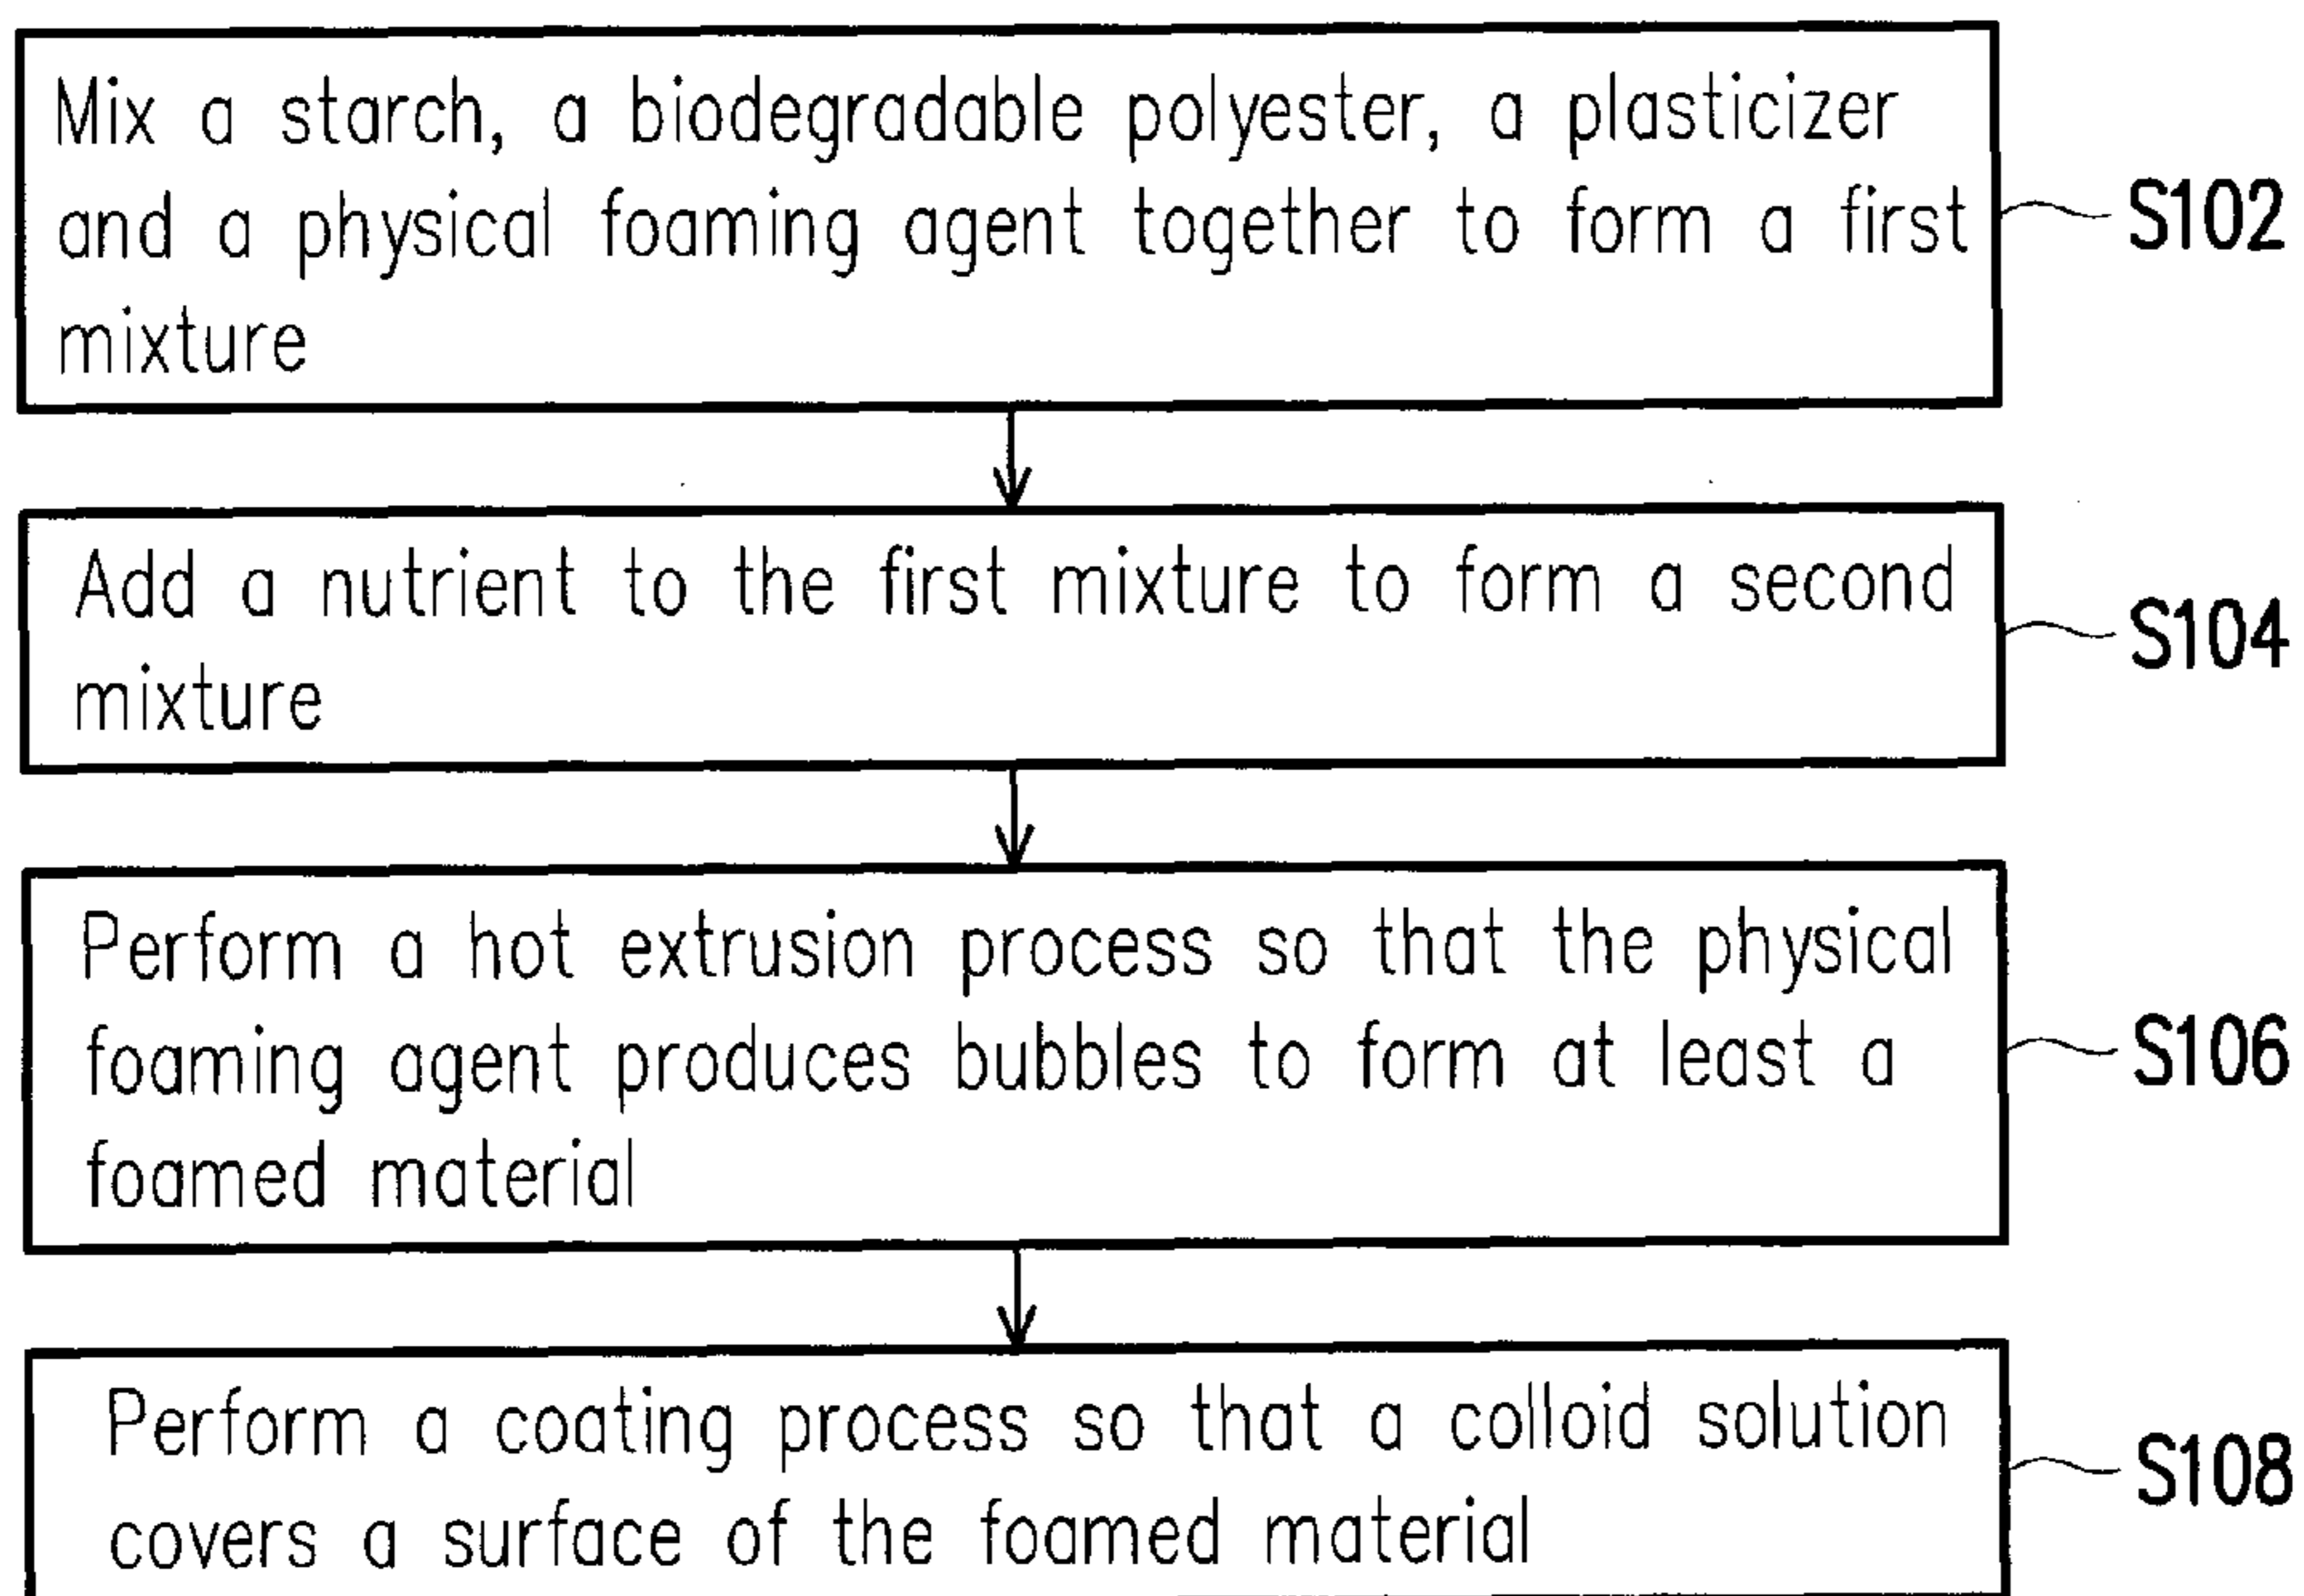 Mix a starch, a biodegradable polyester, a plasticizer
and a physical foaming agent together to form a first
mixture
S102
Add a nutrient to the first mixture to form a second
mixture
S104
Perform a hot extrusion process so that the physical
foaming agent produces bubbles to form at least a
foamed material
S106
Perform a coating process so that a colloid solution
covers a surface of the foamed material
S108